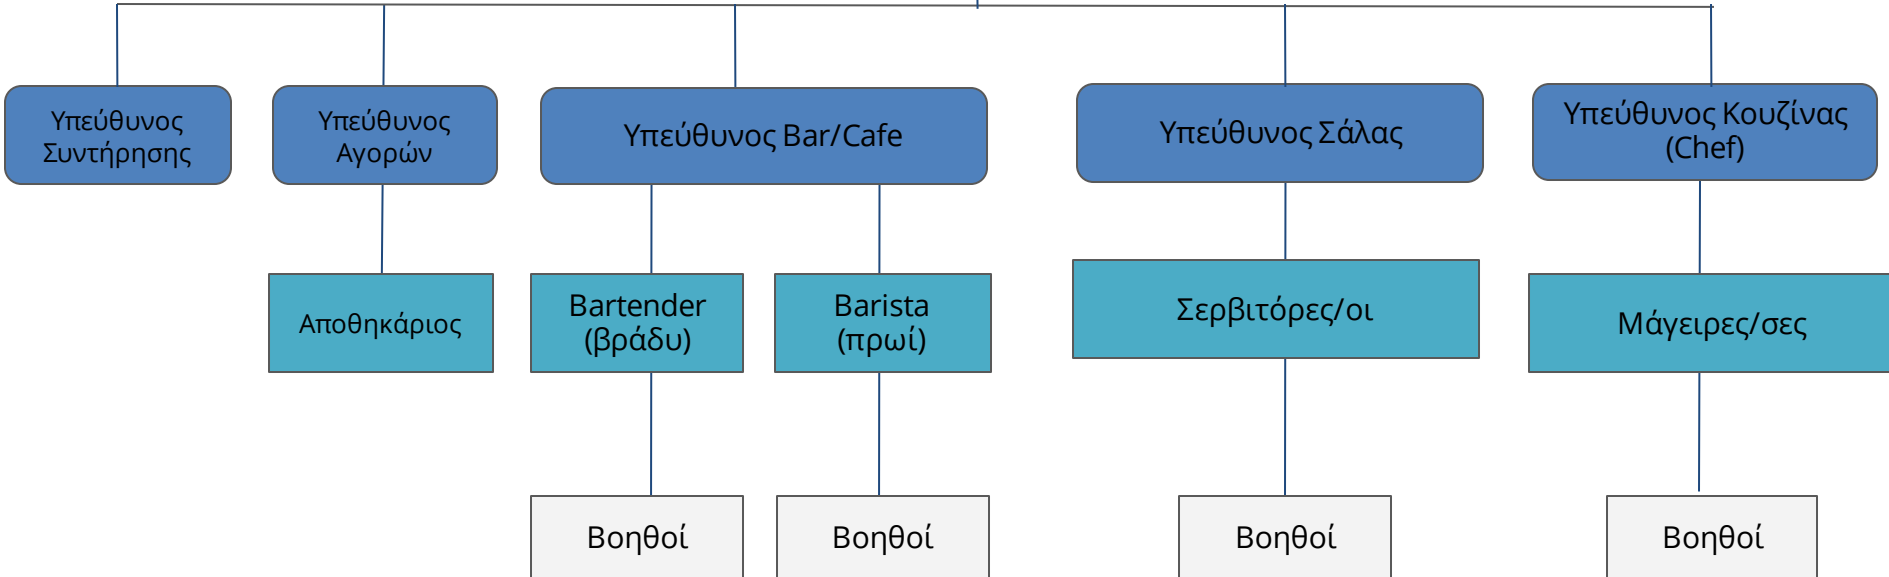 Υπεύθυνος
Συντήρησης
Υπεύθυνος
Αγορών
Υπεύθυνος Bar/Cafe
Υπεύθυνος Σάλας
Υπεύθυνος Κουζίνας
(Chef)
Αποθηκάριος
Bartender
(βράδυ)
Barista
(πρωί)
Σερβιτόρες/οι
Μάγειρες/σες
Βοηθοί
Βοηθοί
Βοηθοί
Βοηθοί